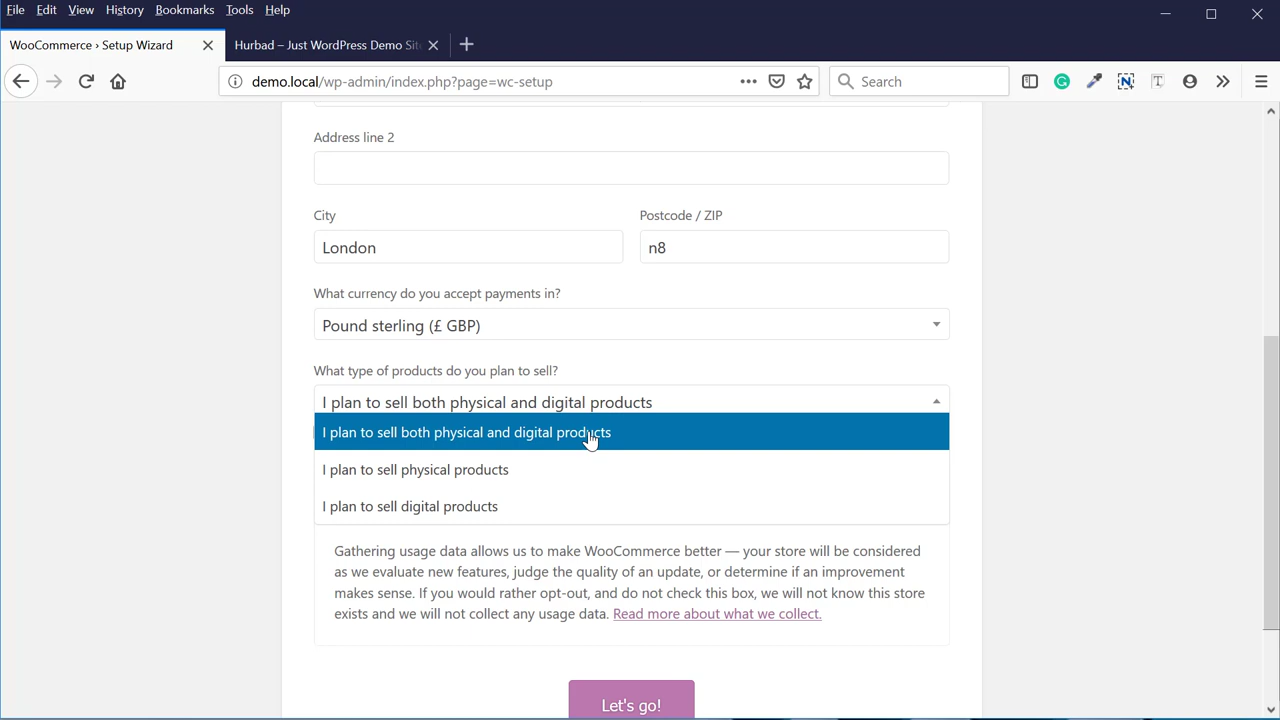 File Edit View History Bookmarks Tools Help
WooCommerce › Setup Wizard
Hurbad – Just WordPress Demo Sit
demo.local/wp-admin/index.php?page=wc-setup
Search
Address line 2
City
Postcode / ZIP
London
n8
What currency do you accept payments in?
Pound sterling (£ GBP)
What type of products do you plan to sell?
I plan to sell both physical and digital products
I plan to sell both physical and digital products
I plan to sell physical products
I plan to sell digital products
Gathering usage data allows us to make WooCommerce better — your store will be considered
as we evaluate new features, judge the quality of an update, or determine if an improvement
makes sense. If you would rather opt-out, and do not check this box, we will not know this store
exists and we will not collect any usage data. Read more about what we collect.
Let's go!